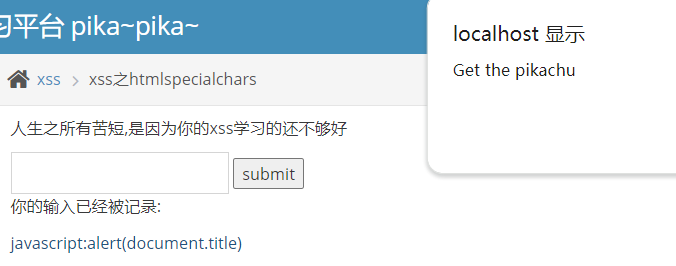 习平台 pika~pika~
localhost 显示
Get the pikachu
xss > xss之htmlspecialchars
人生之所有苦短,是因为你的xss学习的还不够好
submit
你的输入已经被记录:
javascript:alert(document.title)